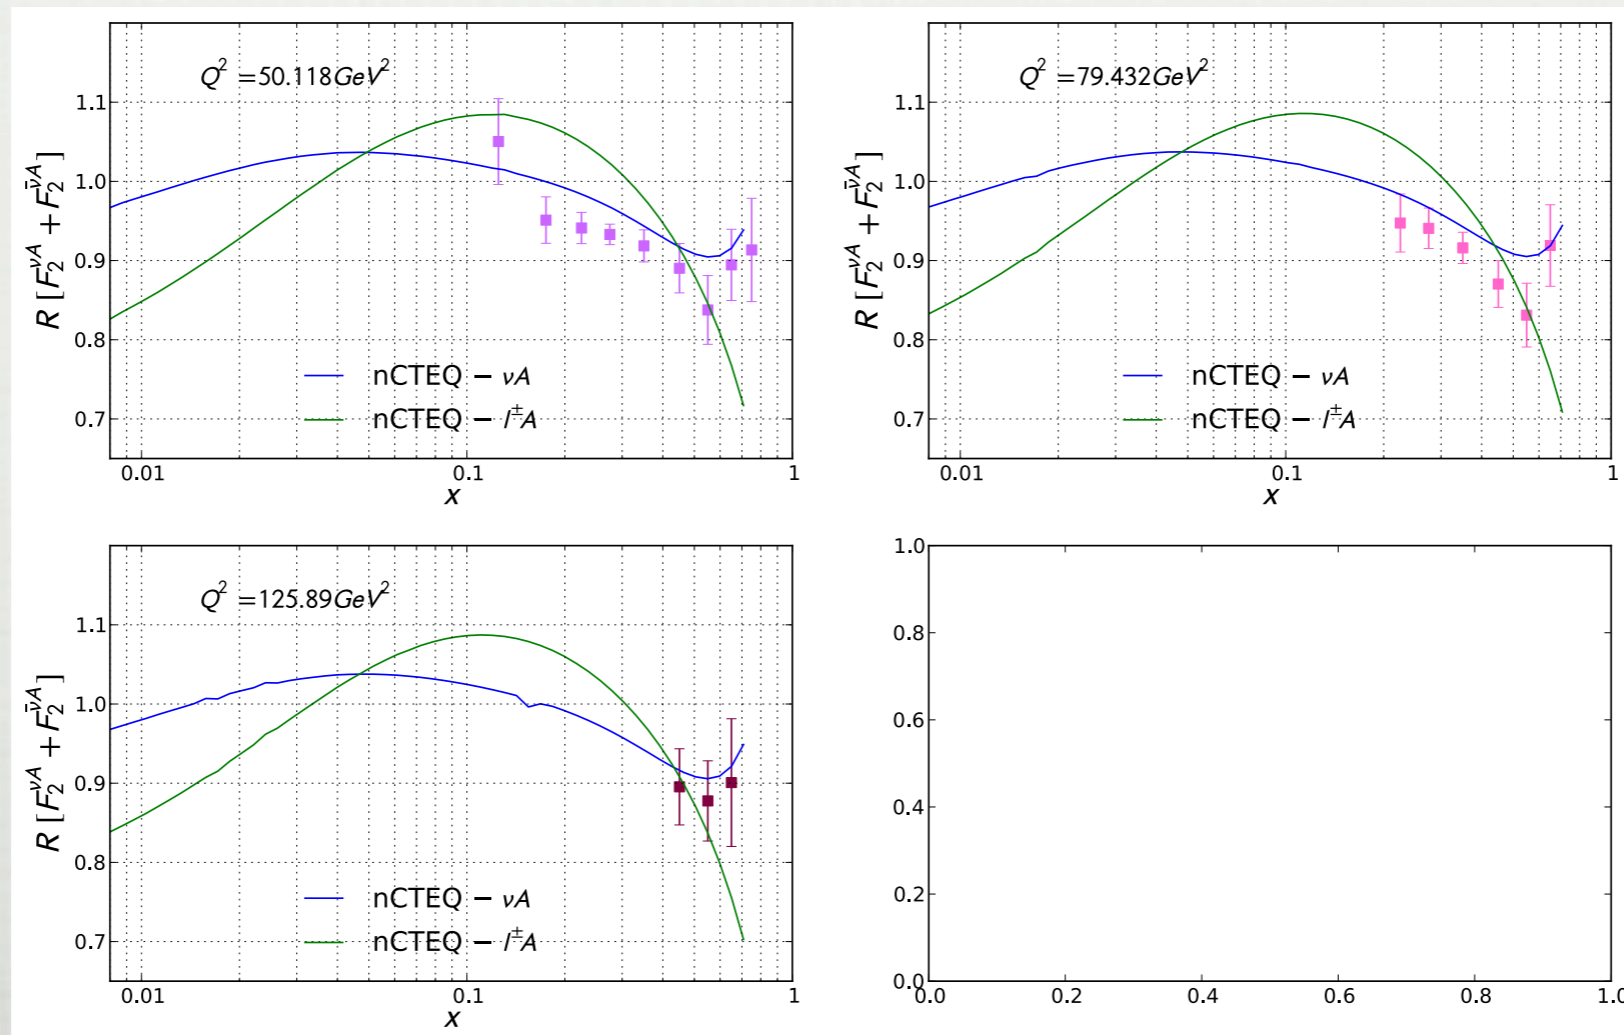 Q² = 50.118GeV²
1.1
1.0
0.9
0.8
0.7
R [F₂^νA + F₂^ν̄A]
nCTEQ – νA
nCTEQ – l^±A
0.01 0.1 1
x
Q² = 79.432GeV²
1.1
1.0
0.9
0.8
0.7
R [F₂^νA + F₂^ν̄A]
nCTEQ – νA
nCTEQ – l^±A
0.01 0.1 1
x
Q² = 125.89GeV²
1.1
1.0
0.9
0.8
0.7
R [F₂^νA + F₂^ν̄A]
nCTEQ – νA
nCTEQ – l^±A
0.01 0.1 1
x
1.0
0.8
0.6
0.4
0.2
0.0
0.0 0.2 0.4 0.6 0.8 1.0